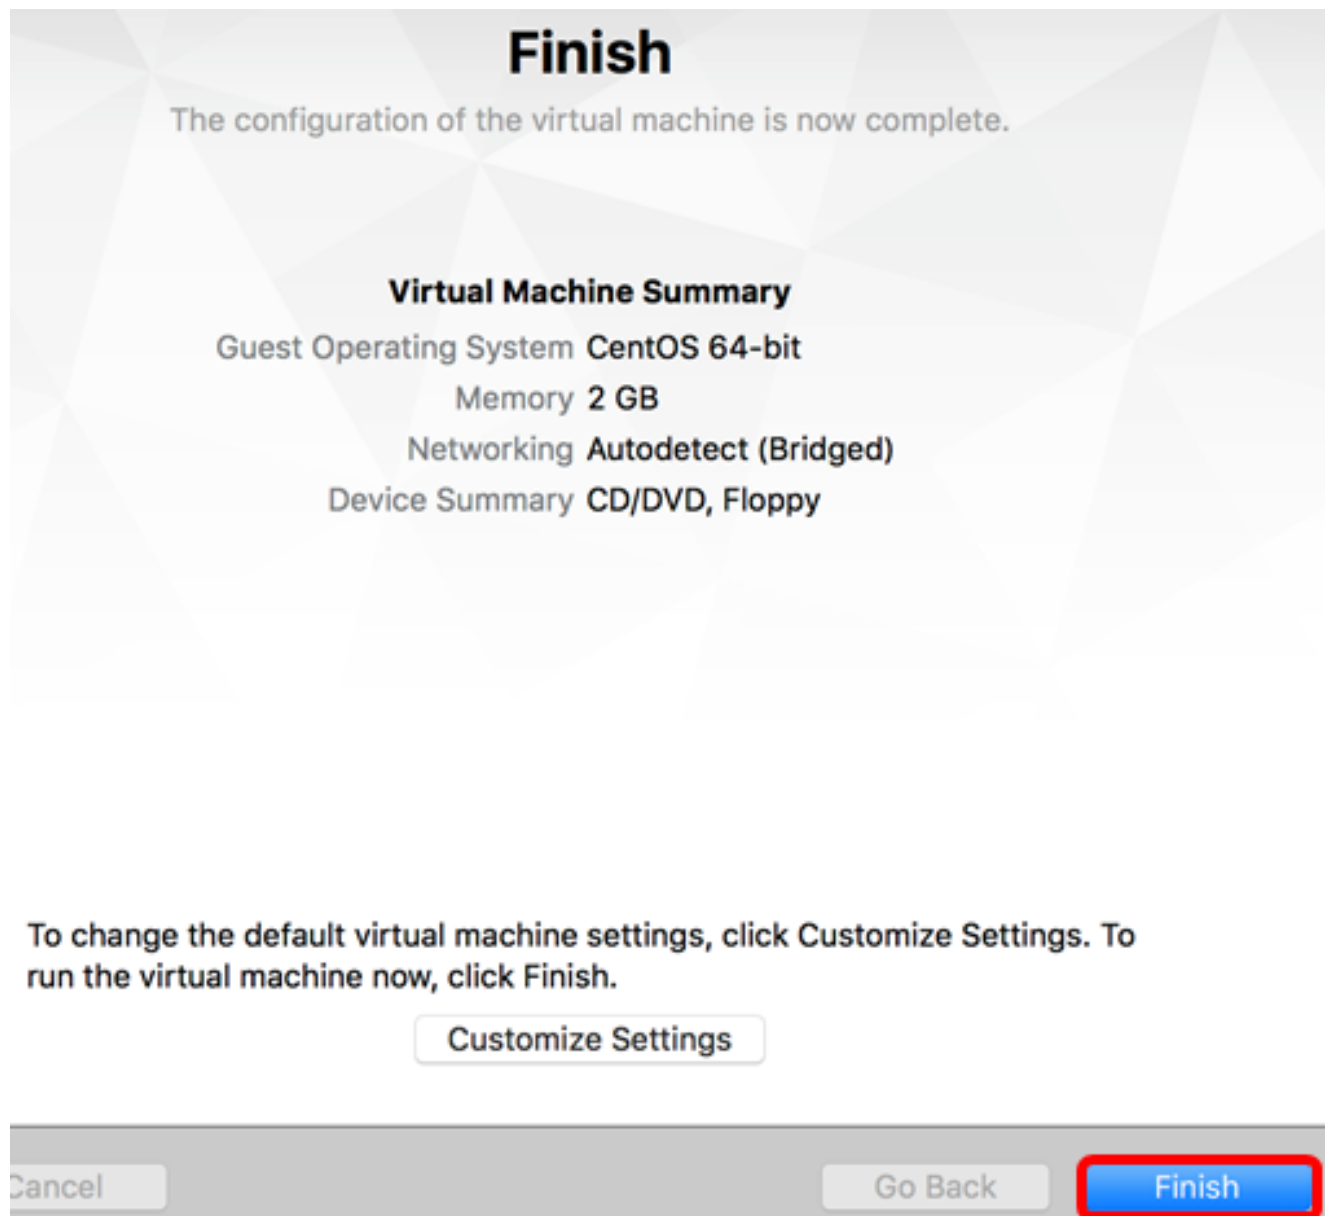 Finish
The configuration of the virtual machine is now complete.
Virtual Machine Summary
Guest Operating System CentOS 64-bit
Memory 2 GB
Networking Autodetect (Bridged)
Device Summary CD/DVD, Floppy
To change the default virtual machine settings, click Customize Settings. To
run the virtual machine now, click Finish.
Customize Settings
Cancel Go Back Finish